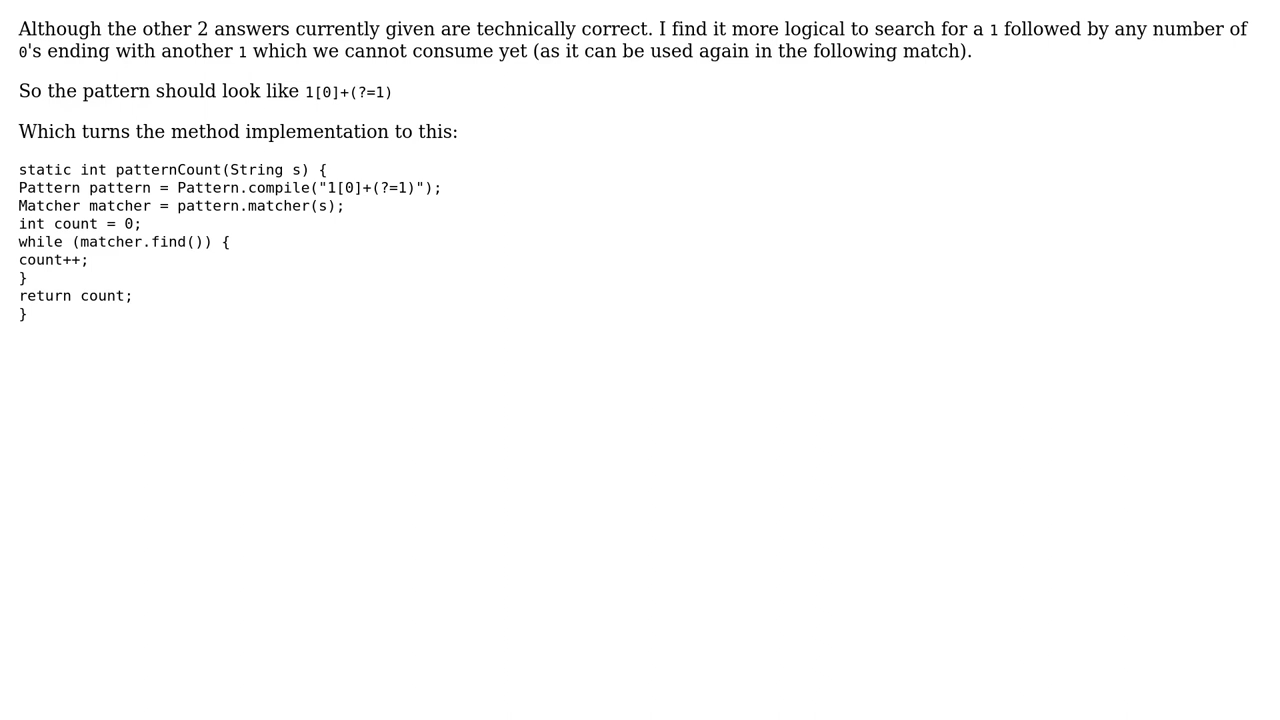 Although the other 2 answers currently given are technically correct. I find it more logical to search for a 1 followed by any number of
0's ending with another 1 which we cannot consume yet (as it can be used again in the following match).
So the pattern should look like 1[0]+(?=1)
Which turns the method implementation to this:
static int patternCount(String s) {
Pattern pattern = Pattern.compile("1[0]+(?=1)");
Matcher matcher = pattern.matcher(s);
int count = 0;
while (matcher.find()) {
count++;
}
return count;
}